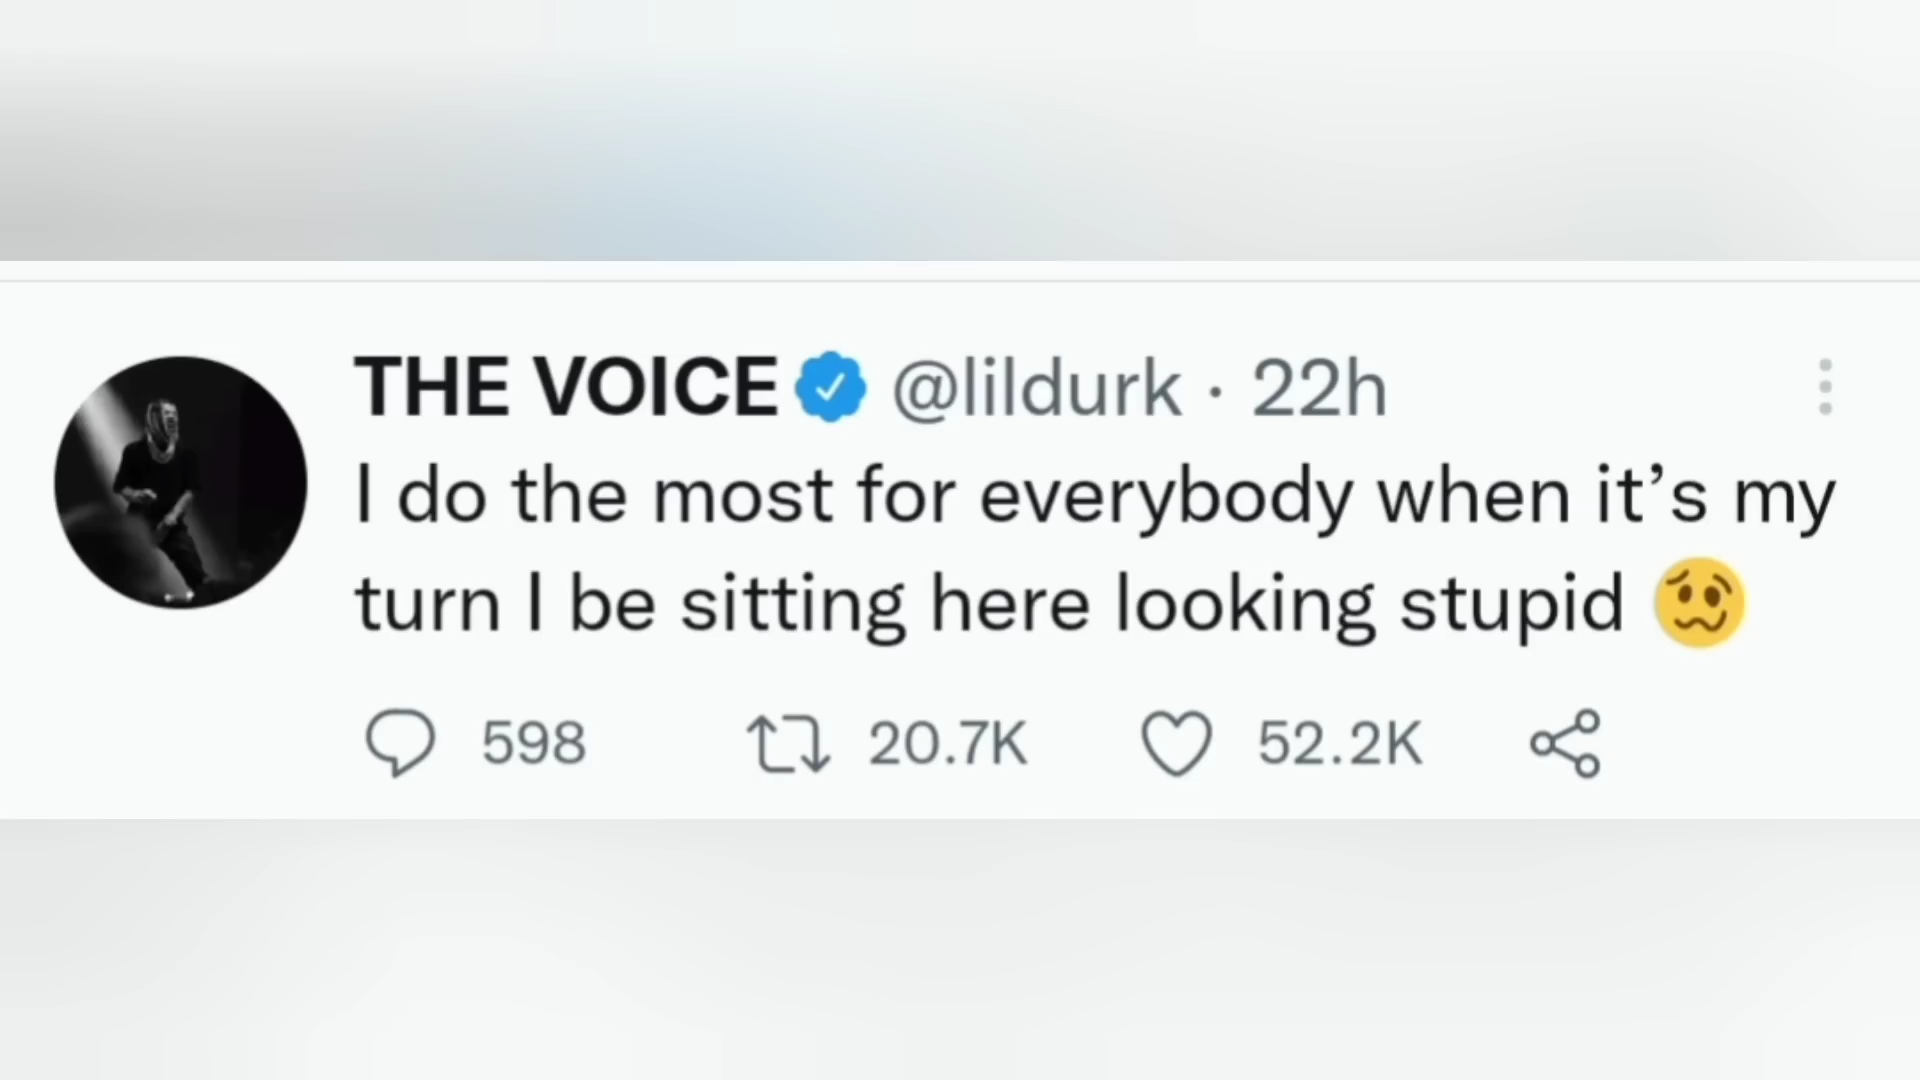 THE VOICE @lildurk · 22h
I do the most for everybody when it’s my
turn I be sitting here looking stupid 🥴
598 20.7K 52.2K